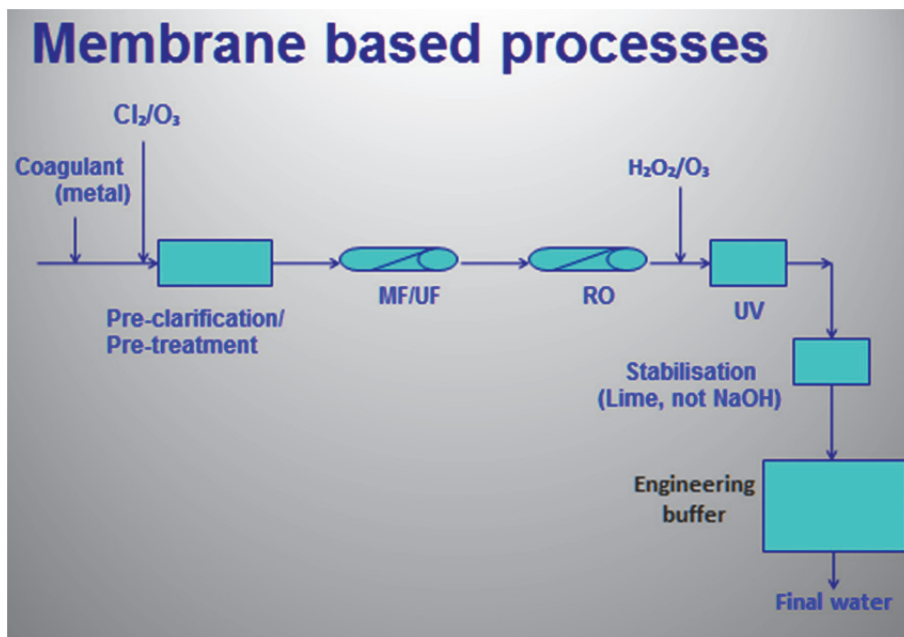 Membrane based processes
Cl₂/O₃
Coagulant
(metal)
H₂O₂/O₃
MF/UF
RO
UV
Pre-clarification/
Pre-treatment
Stabilisation
(Lime, not NaOH)
Engineering
buffer
Final water